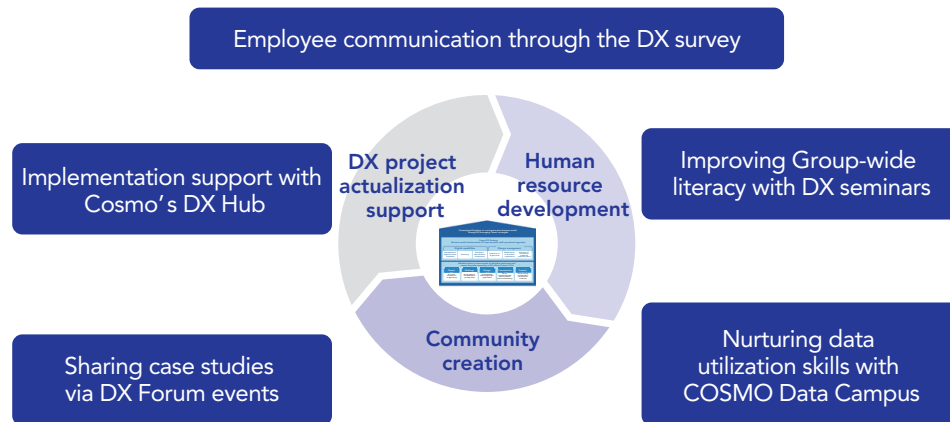 Employee communication through the DX survey
Implementation support with
Cosmo's DX Hub
DX project
actualization
support
Human
resource
development
Improving Group-wide
literacy with DX seminars
Community
creation
Sharing case studies
via DX Forum events
Nurturing data
utilization skills with
COSMO Data Campus